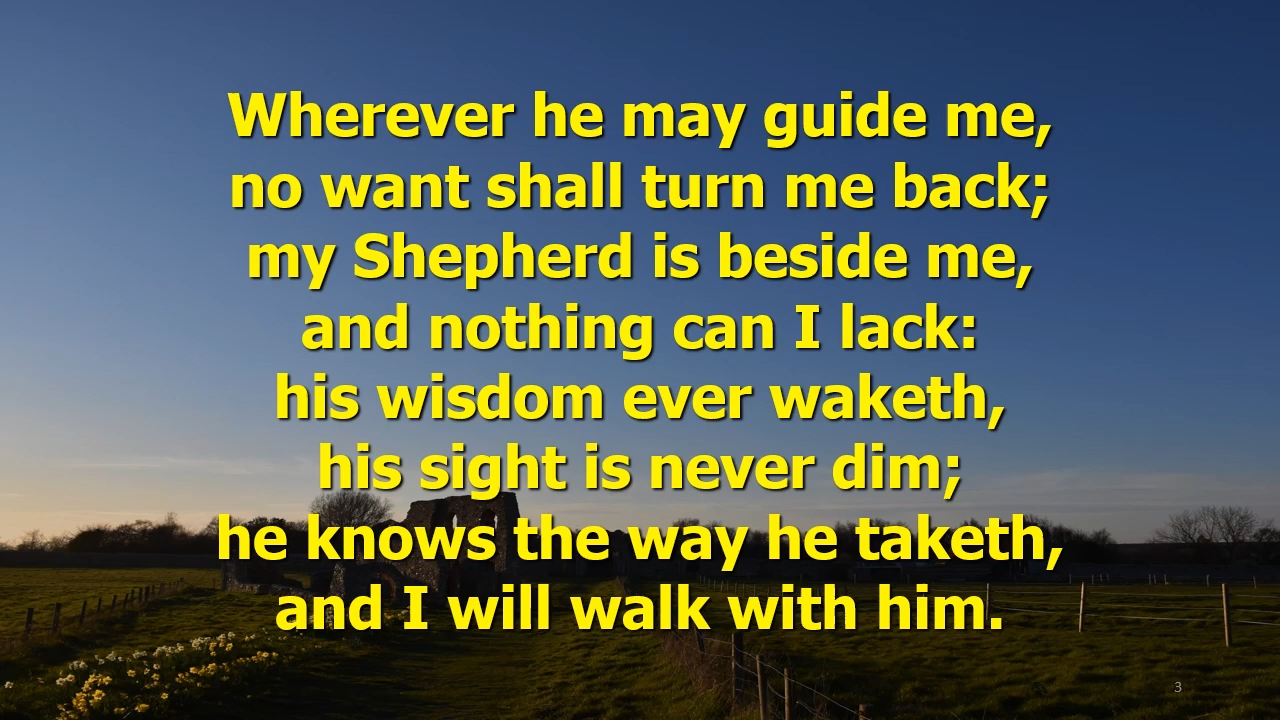 Wherever he may guide me,
no want shall turn me back;
my Shepherd is beside me,
and nothing can I lack:
his wisdom ever waketh,
his sight is never dim;
he knows the way he taketh,
and I will walk with him.
3